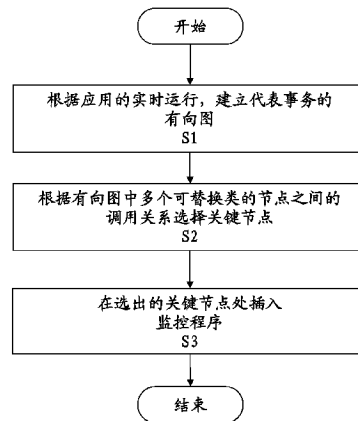 开始
根据应用的实时运行，建立代表事务的
有向图
S1
根据有向图中多个可替换类的节点之间的
调用关系选择关键节点
S2
在选出的关键节点处插入
监控程序
S3
结束